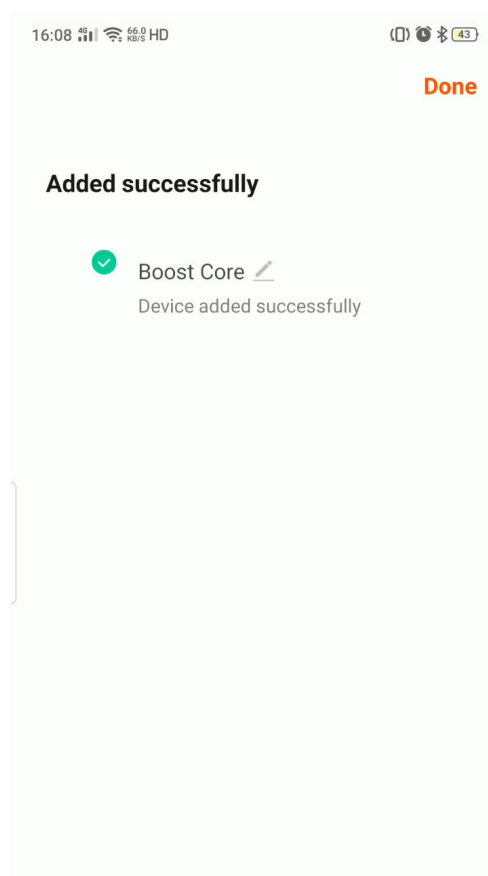 16:08 4G 66.0 KB/S HD 43
Done
Added successfully
Boost Core
Device added successfully